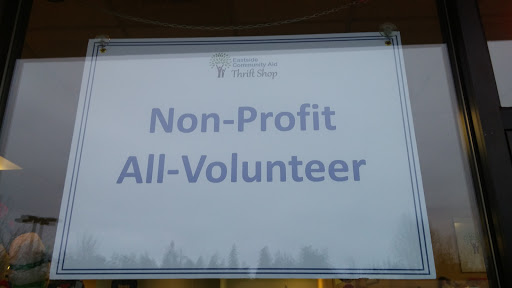 Eastside
Community Aid
Thrift Shop
Non-Profit
All-Volunteer